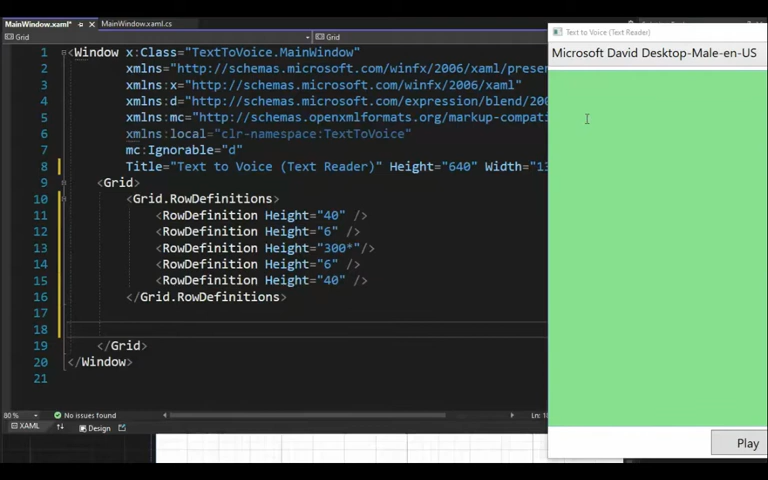 MainWindow.xaml*
MainWindow.xaml.cs
Grid
Grid
1 <Window x:Class="TextToVoice.MainWindow"
2 xmlns="http://schemas.microsoft.com/winfx/2006/xaml/presen
3 xmlns:x="http://schemas.microsoft.com/winfx/2006/xaml"
4 xmlns:d="http://schemas.microsoft.com/expression/blend/200
5 xmlns:mc="http://schemas.openxmlformats.org/markup-compati
6 xmlns:local="clr-namespace:TextToVoice"
7 mc:Ignorable="d"
8 Title="Text to Voice (Text Reader)" Height="640" Width="13
9 <Grid>
10 <Grid.RowDefinitions>
11 <RowDefinition Height="40" />
12 <RowDefinition Height="6" />
13 <RowDefinition Height="300*"/>
14 <RowDefinition Height="6" />
15 <RowDefinition Height="40" />
16 </Grid.RowDefinitions>
17
18
19 </Grid>
20 </Window>
21
80 %
No issues found
Ln: 18
XAML
Design
Text to Voice (Text Reader)
Microsoft David Desktop-Male-en-US
Play